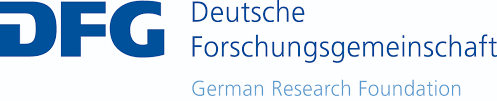 DFG
Deutsche
Forschungsgemeinschaft
German Research Foundation